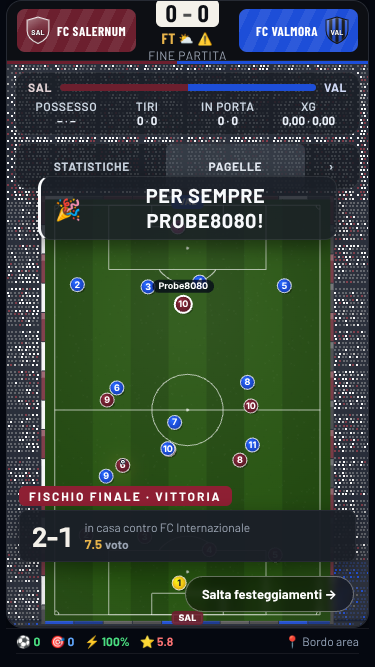 0 - 0
SAL FC SALERNUM
FC VALMORA VAL
FT
FINE PARTITA
SAL VAL
POSSESSO TIRI IN PORTA XG
-·- 0·0 0·0 0,00·0,00
STATISTICHE PAGELLE ›
PER SEMPRE
PROBE8080!
2 3 Probe8080 5
10
6 8
9 10
7
10 11
8
9
FISCHIO FINALE · VITTORIA
2-1 in casa contro FC Internazionale
7.5 voto
1
Salta festeggiamenti →
SAL
0 0 100% 5.8 Bordo area